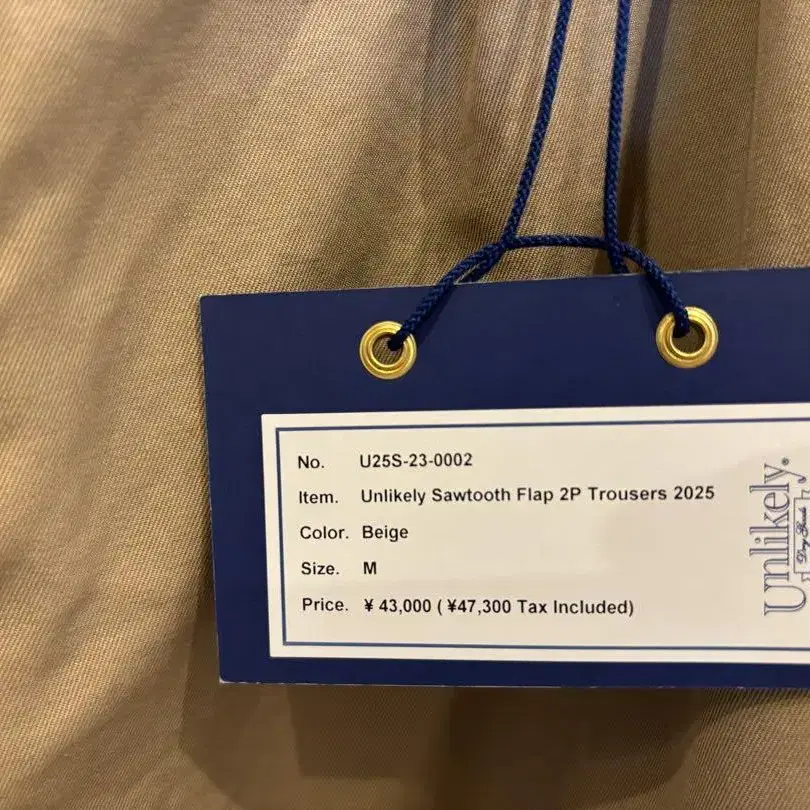 No. U25S-23-0002
Item. Unlikely Sawtooth Flap 2P Trousers 2025
Color. Beige
Size. M
Price. ¥ 43,000 ( ¥47,300 Tax Included)
Unlikely.®